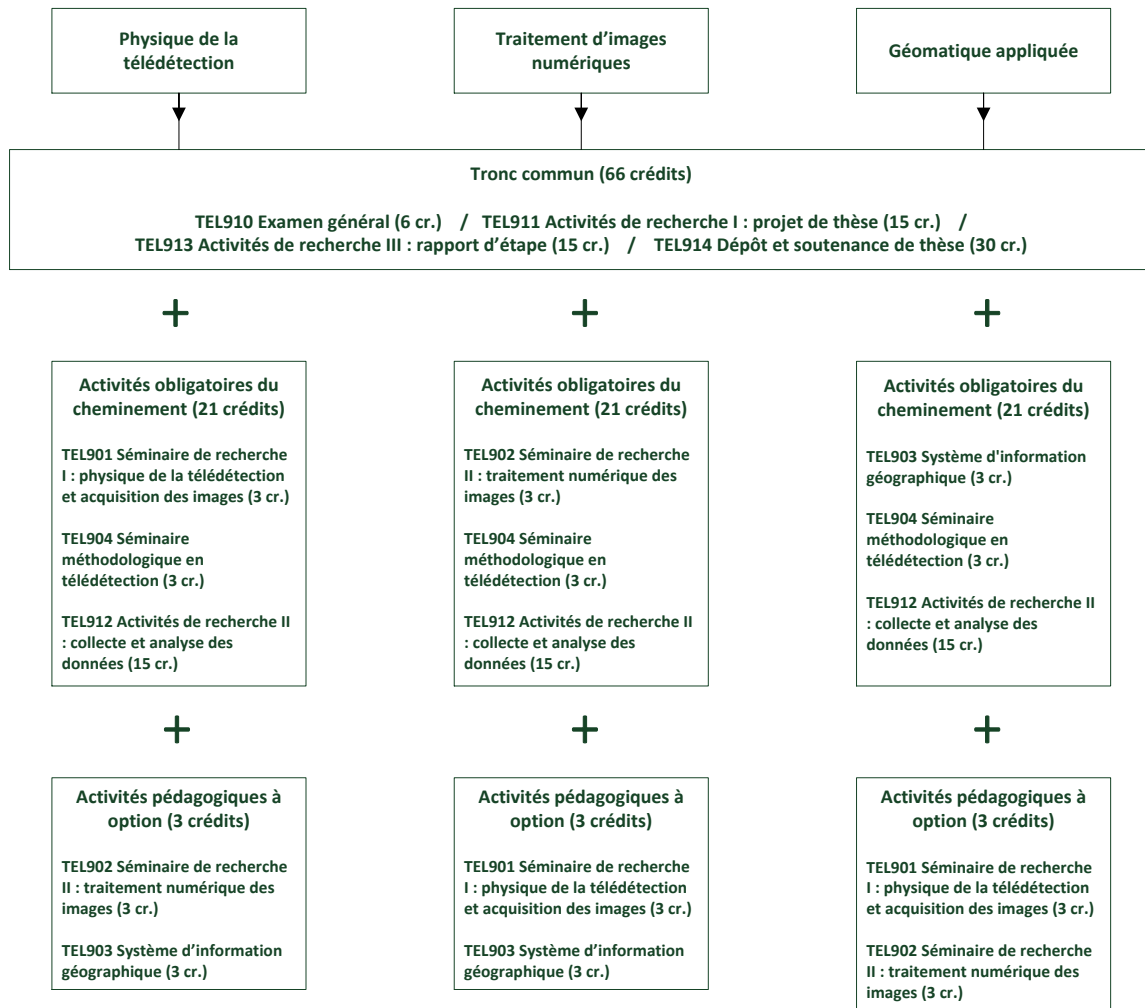 Physique de la
télédétection
Traitement d’images
numériques
Géomatique appliquée
Tronc commun (66 crédits)
TEL910 Examen général (6 cr.) / TEL911 Activités de recherche I : projet de thèse (15 cr.) /
TEL913 Activités de recherche III : rapport d’étape (15 cr.) / TEL914 Dépôt et soutenance de thèse (30 cr.)
+
+
+
Activités obligatoires du
cheminement (21 crédits)
TEL901 Séminaire de recherche
I : physique de la télédétection
et acquisition des images (3 cr.)
TEL904 Séminaire
méthodologique en
télédétection (3 cr.)
TEL912 Activités de recherche II
: collecte et analyse des
données (15 cr.)
Activités obligatoires du
cheminement (21 crédits)
TEL902 Séminaire de recherche
II : traitement numérique des
images (3 cr.)
TEL904 Séminaire
méthodologique en
télédétection (3 cr.)
TEL912 Activités de recherche II
: collecte et analyse des
données (15 cr.)
Activités obligatoires du
cheminement (21 crédits)
TEL903 Système d'information
géographique (3 cr.)
TEL904 Séminaire
méthodologique en
télédétection (3 cr.)
TEL912 Activités de recherche II
: collecte et analyse des
données (15 cr.)
+
+
+
Activités pédagogiques à
option (3 crédits)
TEL902 Séminaire de recherche
II : traitement numérique des
images (3 cr.)
TEL903 Système d’information
géographique (3 cr.)
Activités pédagogiques à
option (3 crédits)
TEL901 Séminaire de recherche
I : physique de la télédétection et
acquisition des images (3 cr.)
TEL903 Système d’information
géographique (3 cr.)
Activités pédagogiques à
option (3 crédits)
TEL901 Séminaire de recherche
I : physique de la télédétection
et acquisition des images (3 cr.)
TEL902 Séminaire de recherche
II : traitement numérique des
images (3 cr.)